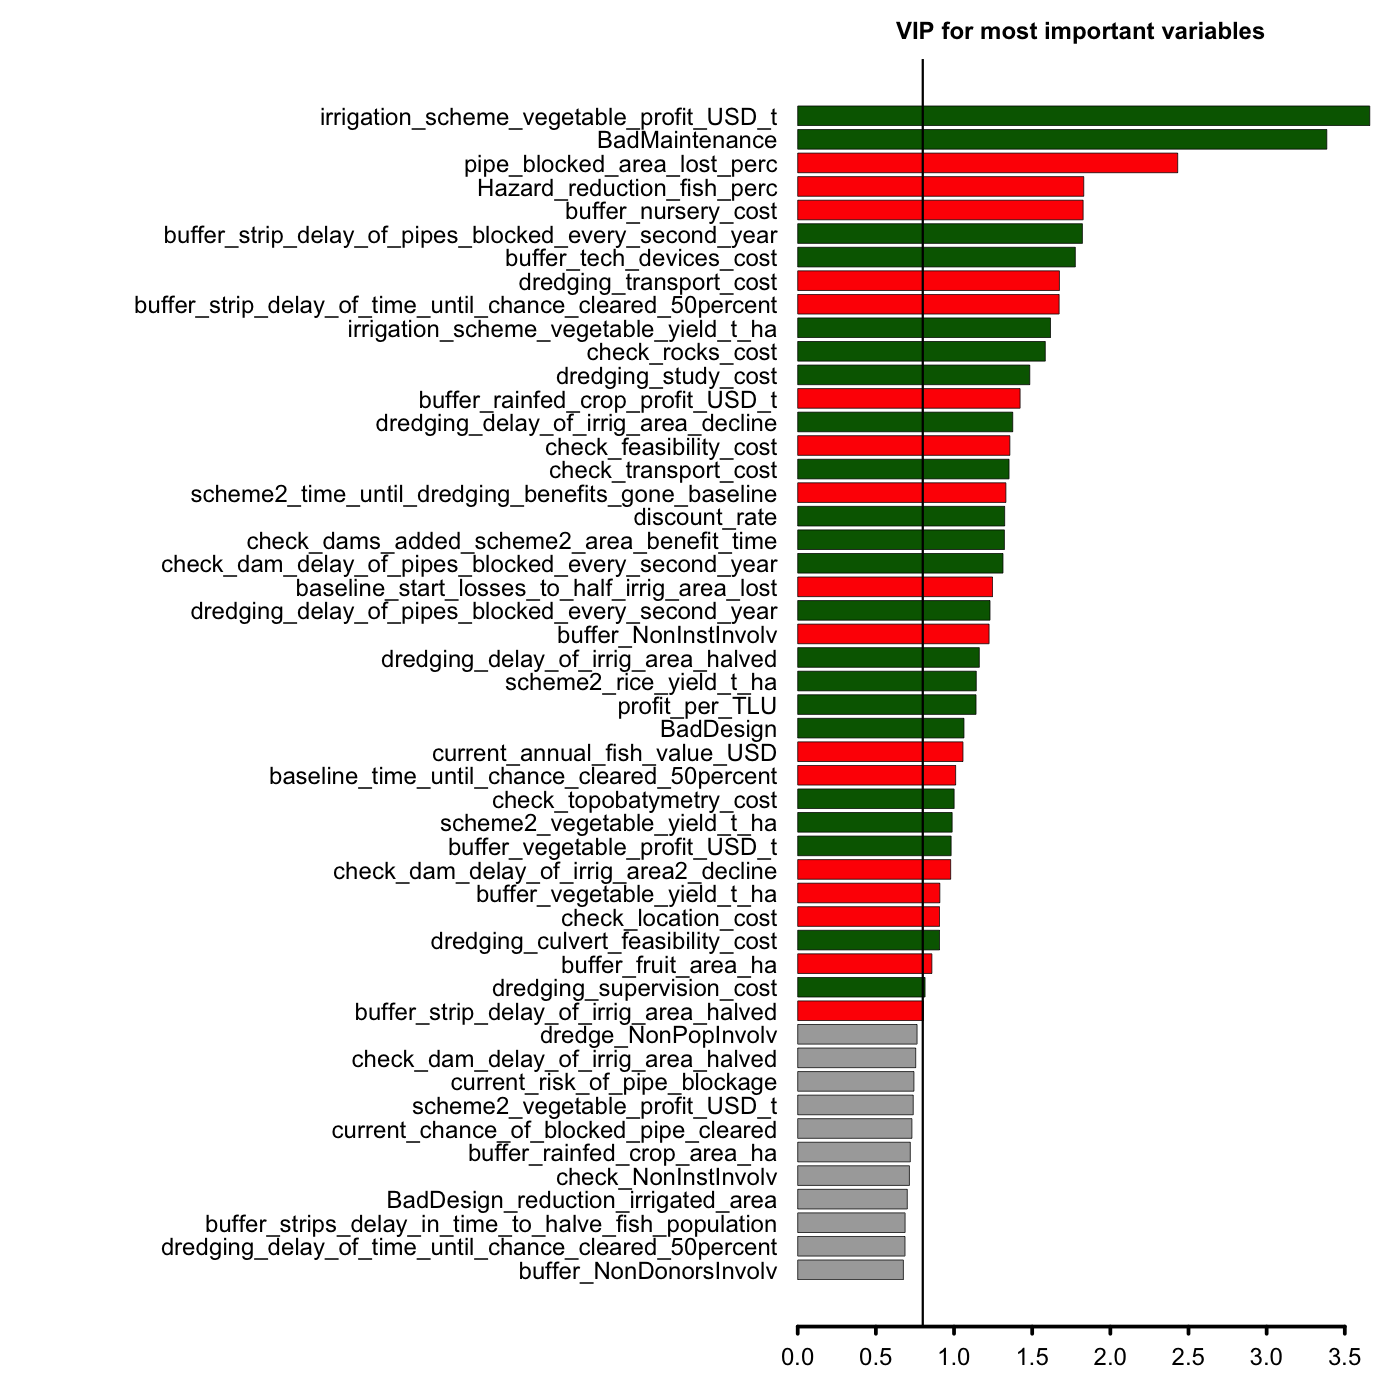 VIP for most important variables
irrigation_scheme_vegetable_profit_USD_t
BadMaintenance
pipe_blocked_area_lost_perc
Hazard_reduction_fish_perc
buffer_nursery_cost
buffer_strip_delay_of_pipes_blocked_every_second_year
buffer_tech_devices_cost
dredging_transport_cost
buffer_strip_delay_of_time_until_chance_cleared_50percent
irrigation_scheme_vegetable_yield_t_ha
check_rocks_cost
dredging_study_cost
buffer_rainfed_crop_profit_USD_t
dredging_delay_of_irrig_area_decline
check_feasibility_cost
check_transport_cost
scheme2_time_until_dredging_benefits_gone_baseline
discount_rate
check_dams_added_scheme2_area_benefit_time
check_dam_delay_of_pipes_blocked_every_second_year
baseline_start_losses_to_half_irrig_area_lost
dredging_delay_of_pipes_blocked_every_second_year
buffer_NonInstInvolv
dredging_delay_of_irrig_area_halved
scheme2_rice_yield_t_ha
profit_per_TLU
BadDesign
current_annual_fish_value_USD
baseline_time_until_chance_cleared_50percent
check_topobatymetry_cost
scheme2_vegetable_yield_t_ha
buffer_vegetable_profit_USD_t
check_dam_delay_of_irrig_area2_decline
buffer_vegetable_yield_t_ha
check_location_cost
dredging_culvert_feasibility_cost
buffer_fruit_area_ha
dredging_supervision_cost
buffer_strip_delay_of_irrig_area_halved
dredge_NonPopInvolv
check_dam_delay_of_irrig_area_halved
current_risk_of_pipe_blockage
scheme2_vegetable_profit_USD_t
current_chance_of_blocked_pipe_cleared
buffer_rainfed_crop_area_ha
check_NonInstInvolv
BadDesign_reduction_irrigated_area
buffer_strips_delay_in_time_to_halve_fish_population
dredging_delay_of_time_until_chance_cleared_50percent
buffer_NonDonorsInvolv
0.0 0.5 1.0 1.5 2.0 2.5 3.0 3.5